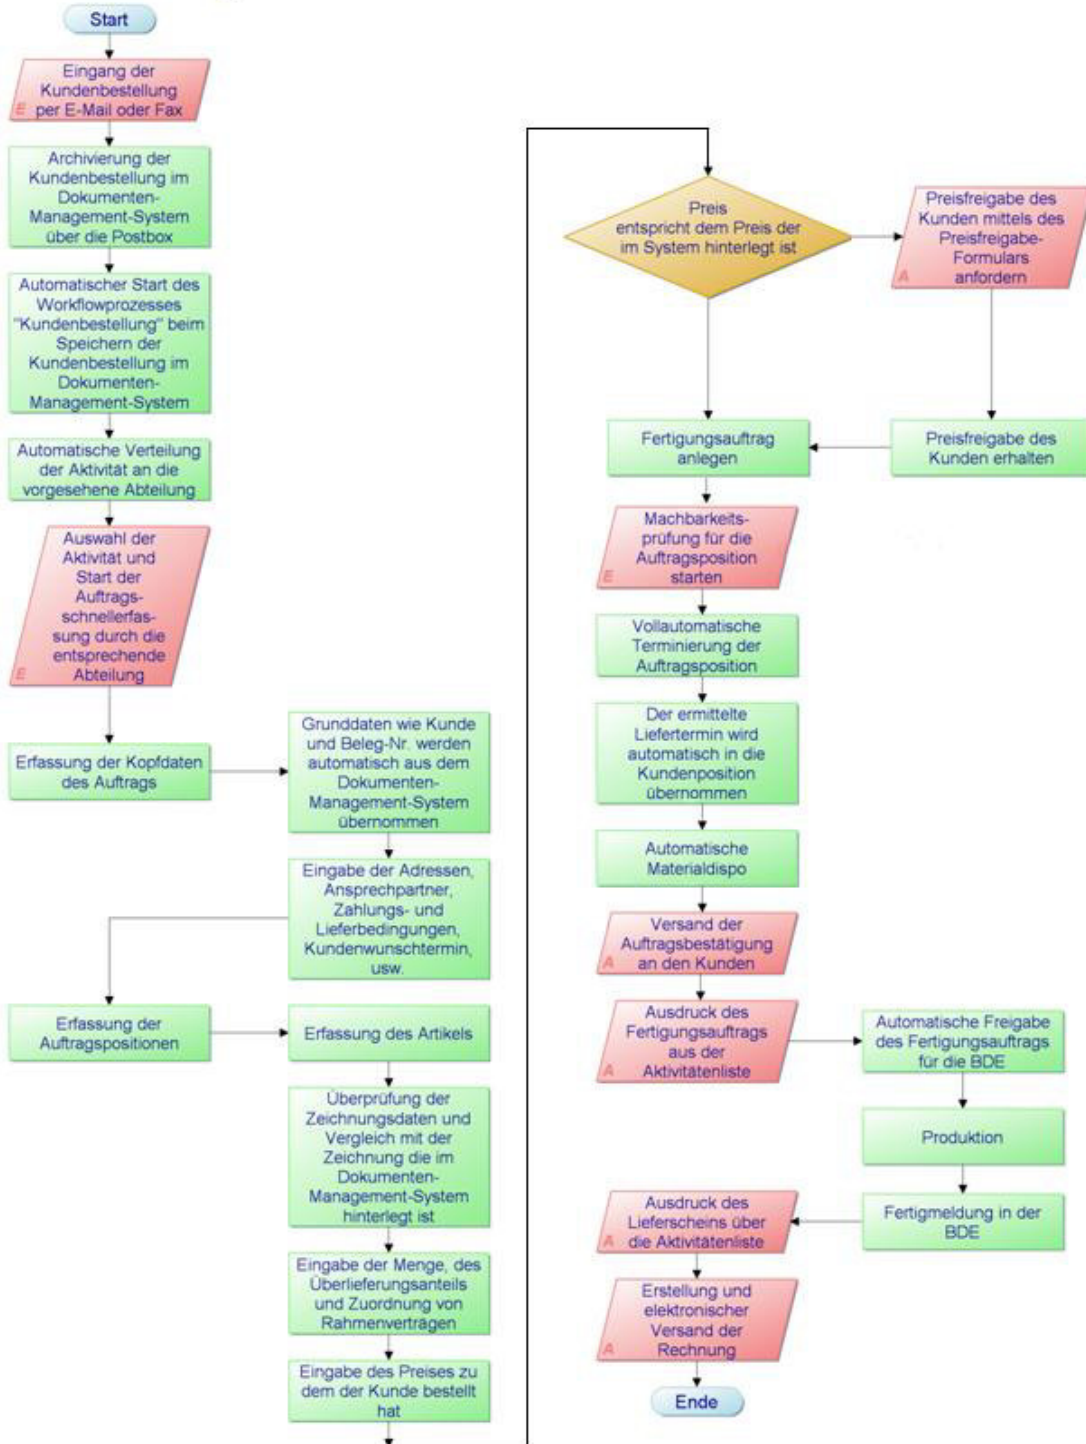 Start
Eingang der
Kundenbestellung
per E-Mail oder Fax
E
Archivierung der
Kundenbestellung im
Dokumenten-
Management-System
über die Postbox
Automatischer Start des
Workflowprozesses
"Kundenbestellung" beim
Speichern der
Kundenbestellung im
Dokumenten-
Management-System
Automatische Verteilung
der Aktivität an die
vorgesehene Abteilung
Auswahl der
Aktivität und
Start der
Auftrags-
schnellerfas-
sung durch die
entsprechende
Abteilung
E
Erfassung der Kopfdaten
des Auftrags
Grunddaten wie Kunde
und Beleg-Nr. werden
automatisch aus dem
Dokumenten-
Management-System
übernommen
Eingabe der Adressen,
Ansprechpartner,
Zahlungs- und
Lieferbedingungen,
Kundenwunschtermin,
usw.
Erfassung der
Auftragspositionen
Erfassung des Artikels
Überprüfung der
Zeichnungsdaten und
Vergleich mit der
Zeichnung die im
Dokumenten-
Management-System
hinterlegt ist
Eingabe der Menge, des
Überlieferungsanteils
und Zuordnung von
Rahmenverträgen
Eingabe des Preises zu
dem der Kunde bestellt
hat
Preis
entspricht dem Preis der
im System hinterlegt ist
Preisfreigabe des
Kunden mittels des
Preisfreigabe-
Formulars
anfordern
A
Fertigungsauftrag
anlegen
Preisfreigabe des
Kunden erhalten
Machbarkeits-
prüfung für die
Auftragsposition
starten
E
Vollautomatische
Terminierung der
Auftragsposition
Der ermittelte
Liefertermin wird
automatisch in die
Kundenposition
übernommen
Automatische
Materialdispo
Versand der
Auftragsbestätigung
an den Kunden
A
Ausdruck des
Fertigungsauftrags
aus der
Aktivitätenliste
A
Automatische Freigabe
des Fertigungsauftrags
für die BDE
Produktion
Fertigmeldung in der
BDE
Ausdruck des
Lieferscheins über
die Aktivitätenliste
A
Erstellung und
elektronischer
Versand der
Rechnung
A
Ende